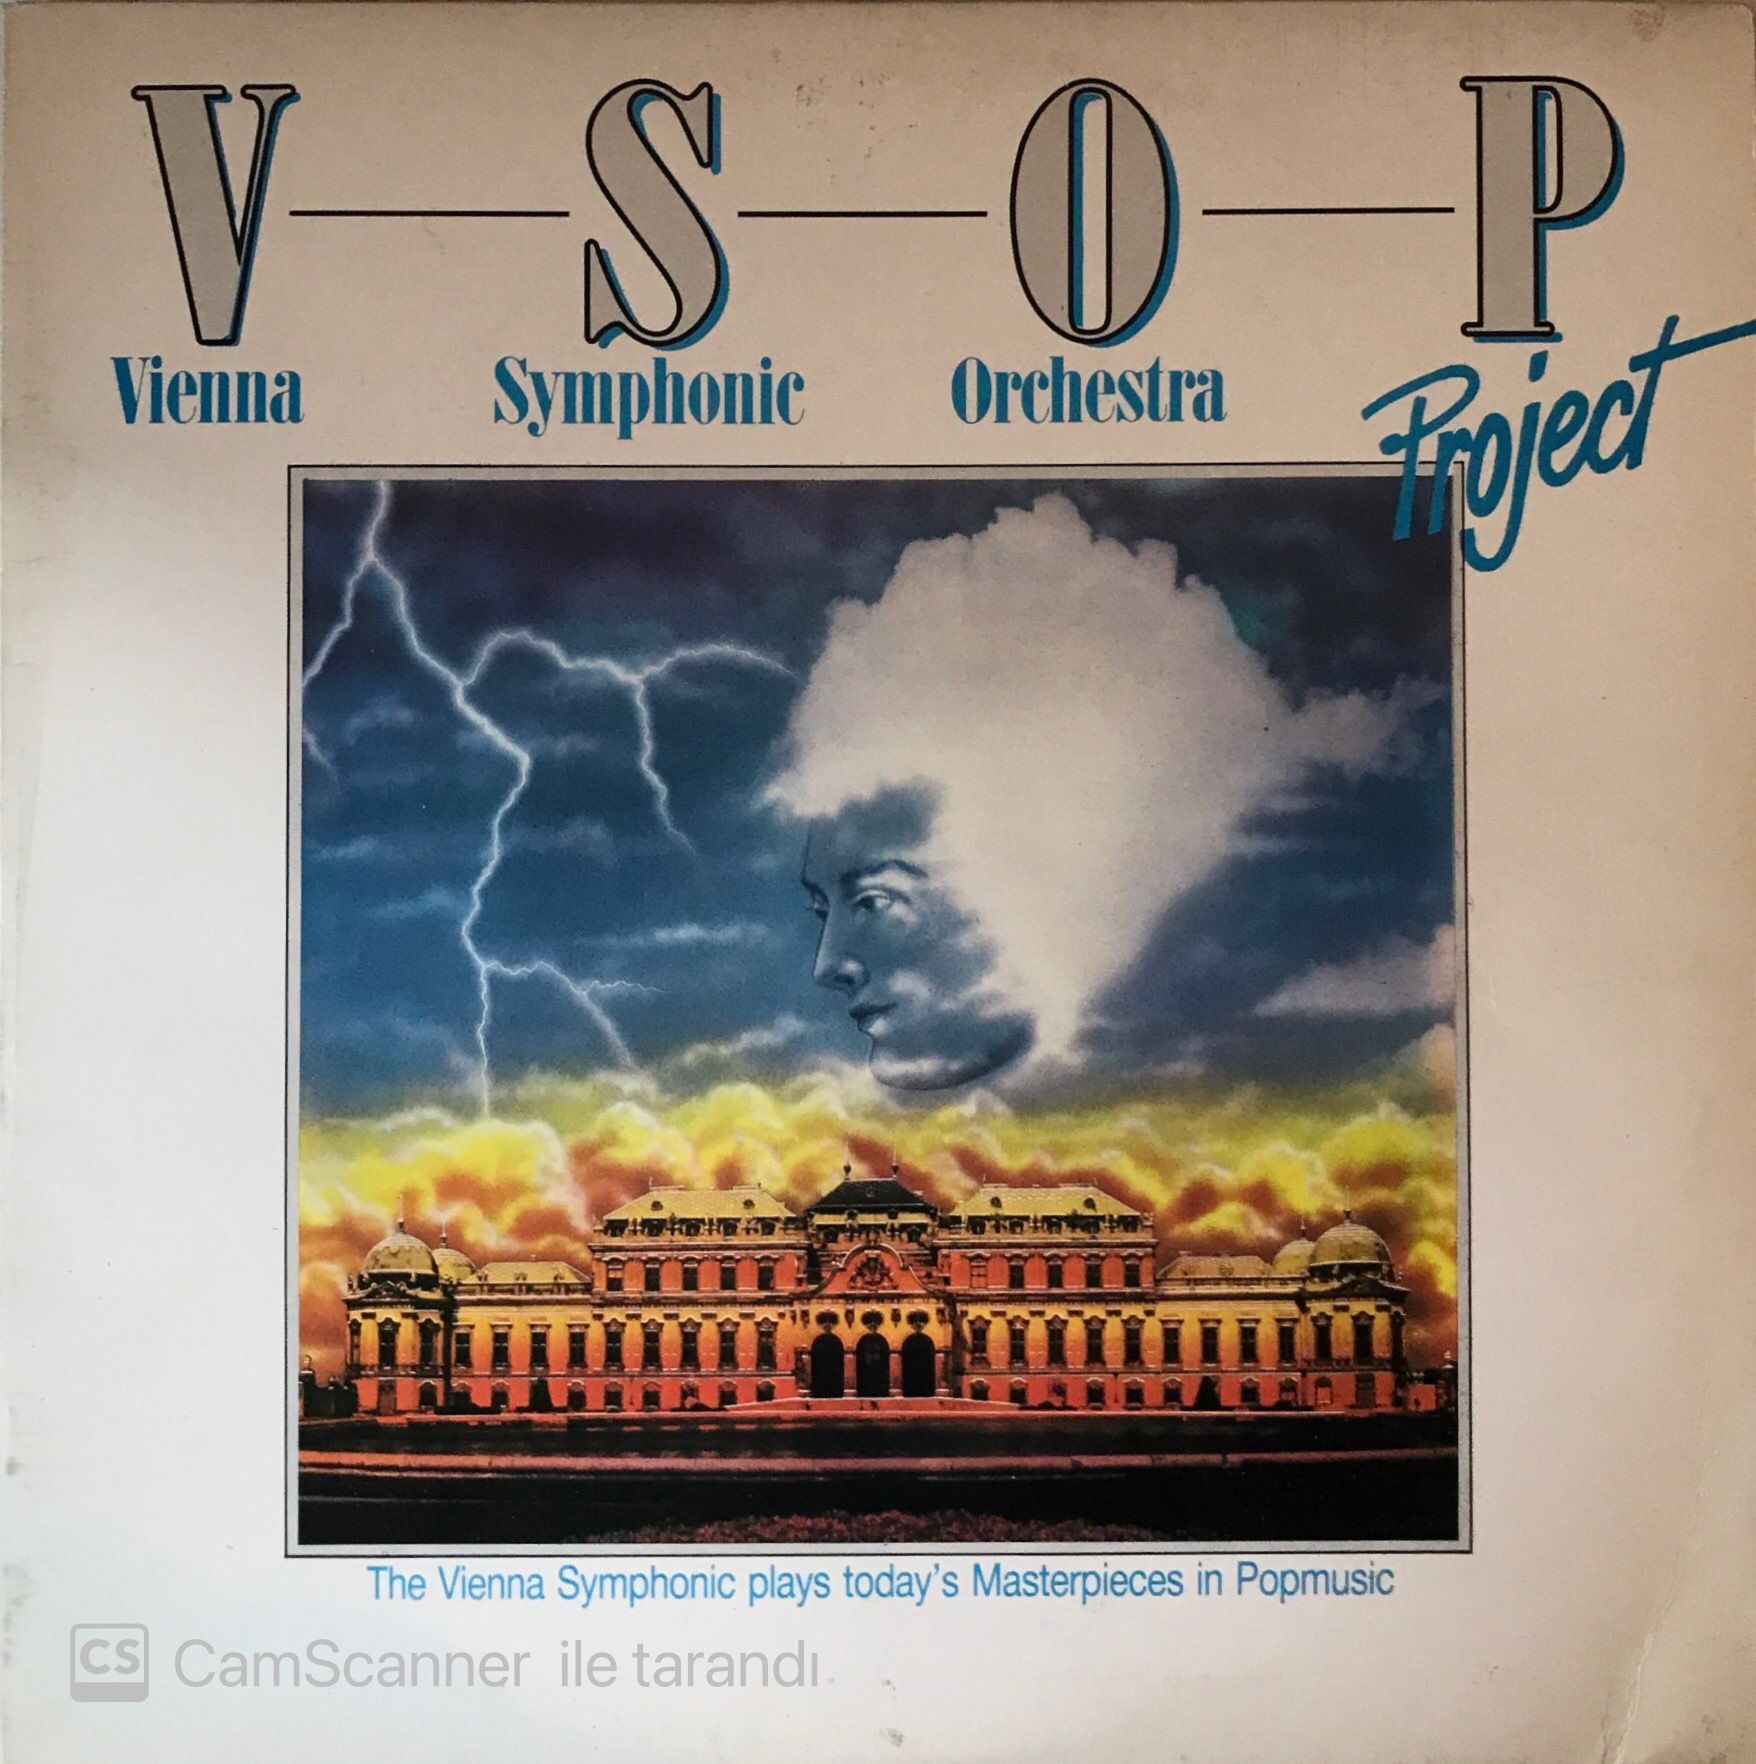 V S O P
Vienna Symphonic Orchestra Project
The Vienna Symphonic plays today's Masterpieces in Popmusic
CS CamScanner ile tarandı